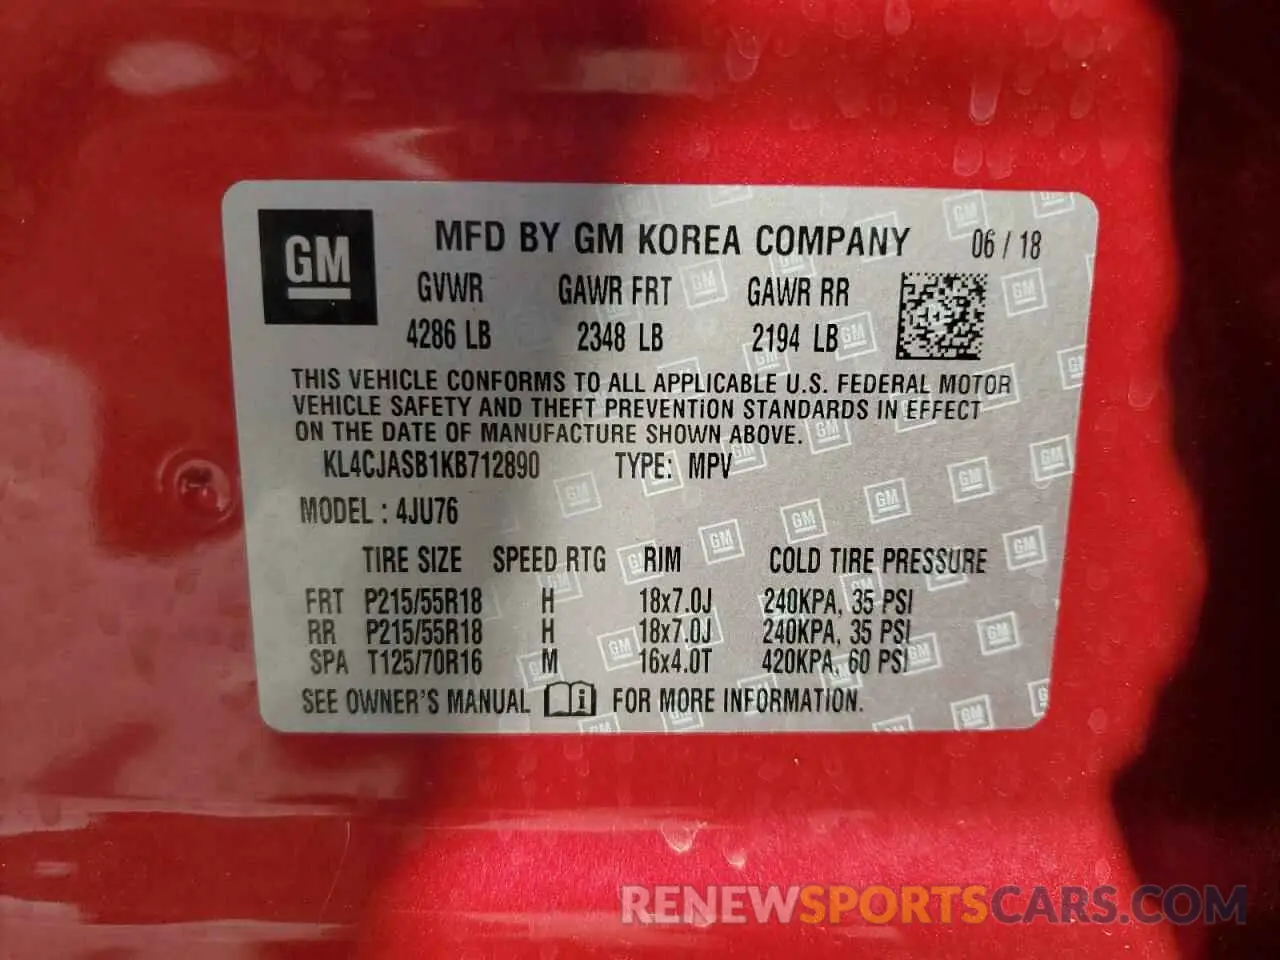 GM
MFD BY GM KOREA COMPANY 06 / 18
GVWR GAWR FRT GAWR RR
4286 LB 2348 LB 2194 LB
THIS VEHICLE CONFORMS TO ALL APPLICABLE U.S. FEDERAL MOTOR
VEHICLE SAFETY AND THEFT PREVENTION STANDARDS IN EFFECT
ON THE DATE OF MANUFACTURE SHOWN ABOVE.
KL4CJASB1KB712890 TYPE: MPV
MODEL : 4JU76
TIRE SIZE SPEED RTG RIM COLD TIRE PRESSURE
FRT P215/55R18 H 18x7.0J 240KPA, 35 PSI
RR P215/55R18 H 18x7.0J 240KPA, 35 PSI
SPA T125/70R16 M 16x4.0T 420KPA, 60 PSI
SEE OWNER'S MANUAL i FOR MORE INFORMATION.
RENEWSPORTSCARS.COM